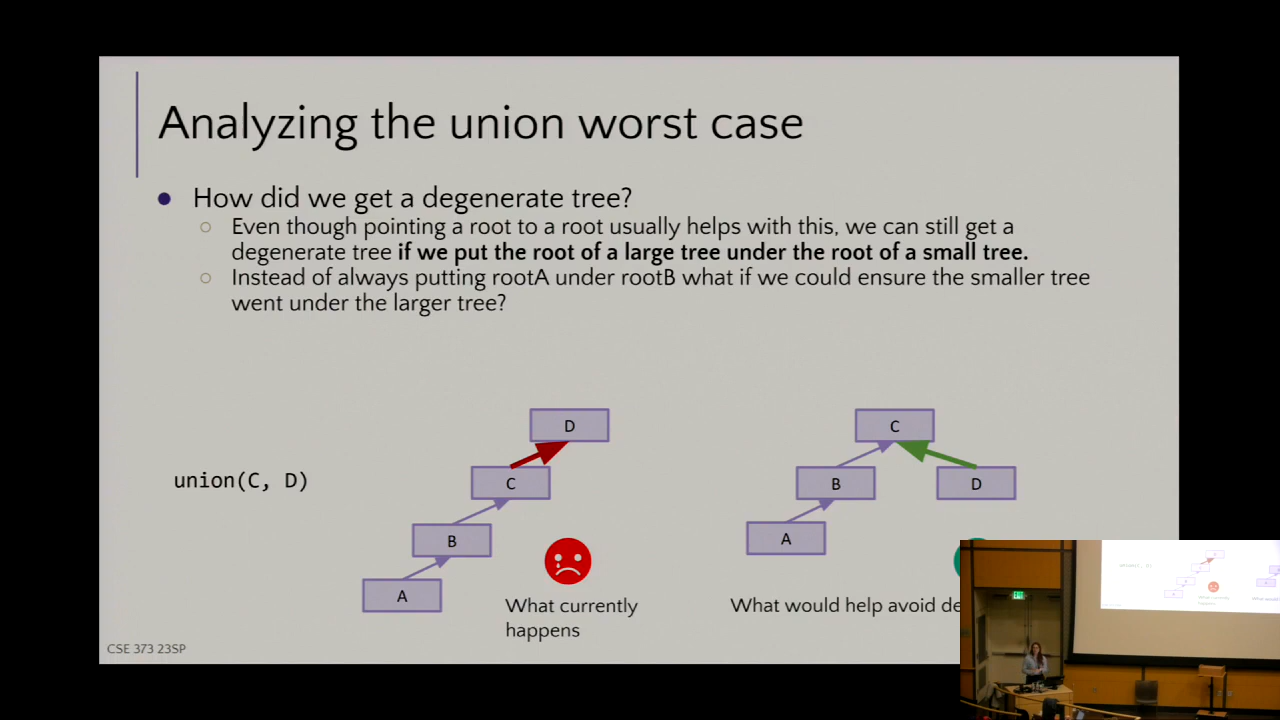 Analyzing the union worst case
How did we get a degenerate tree?
Even though pointing a root to a root usually helps with this, we can still get a
degenerate tree if we put the root of a large tree under the root of a small tree.
Instead of always putting rootA under rootB what if we could ensure the smaller tree
went under the larger tree?
union(C, D)
D
C
B
A
What currently
happens
C
B
D
A
What would help avoid de
CSE 373 23SP